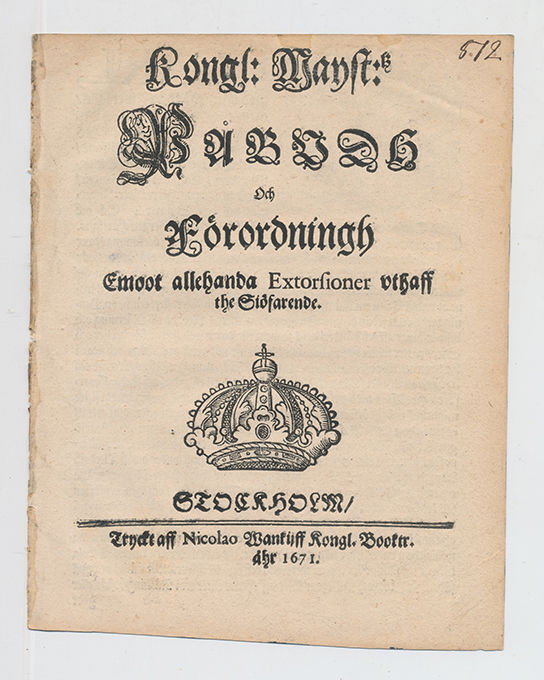 512
Kongl: Mayst:tz
PÅBUDH
Och
Förordningh
Emoot allehanda Extorsioner vthaff
the Siöfarende.
STOCKHOLM/
Tryckt aff Nicolao Wankijff Kongl. Booktr.
åhr 1671.